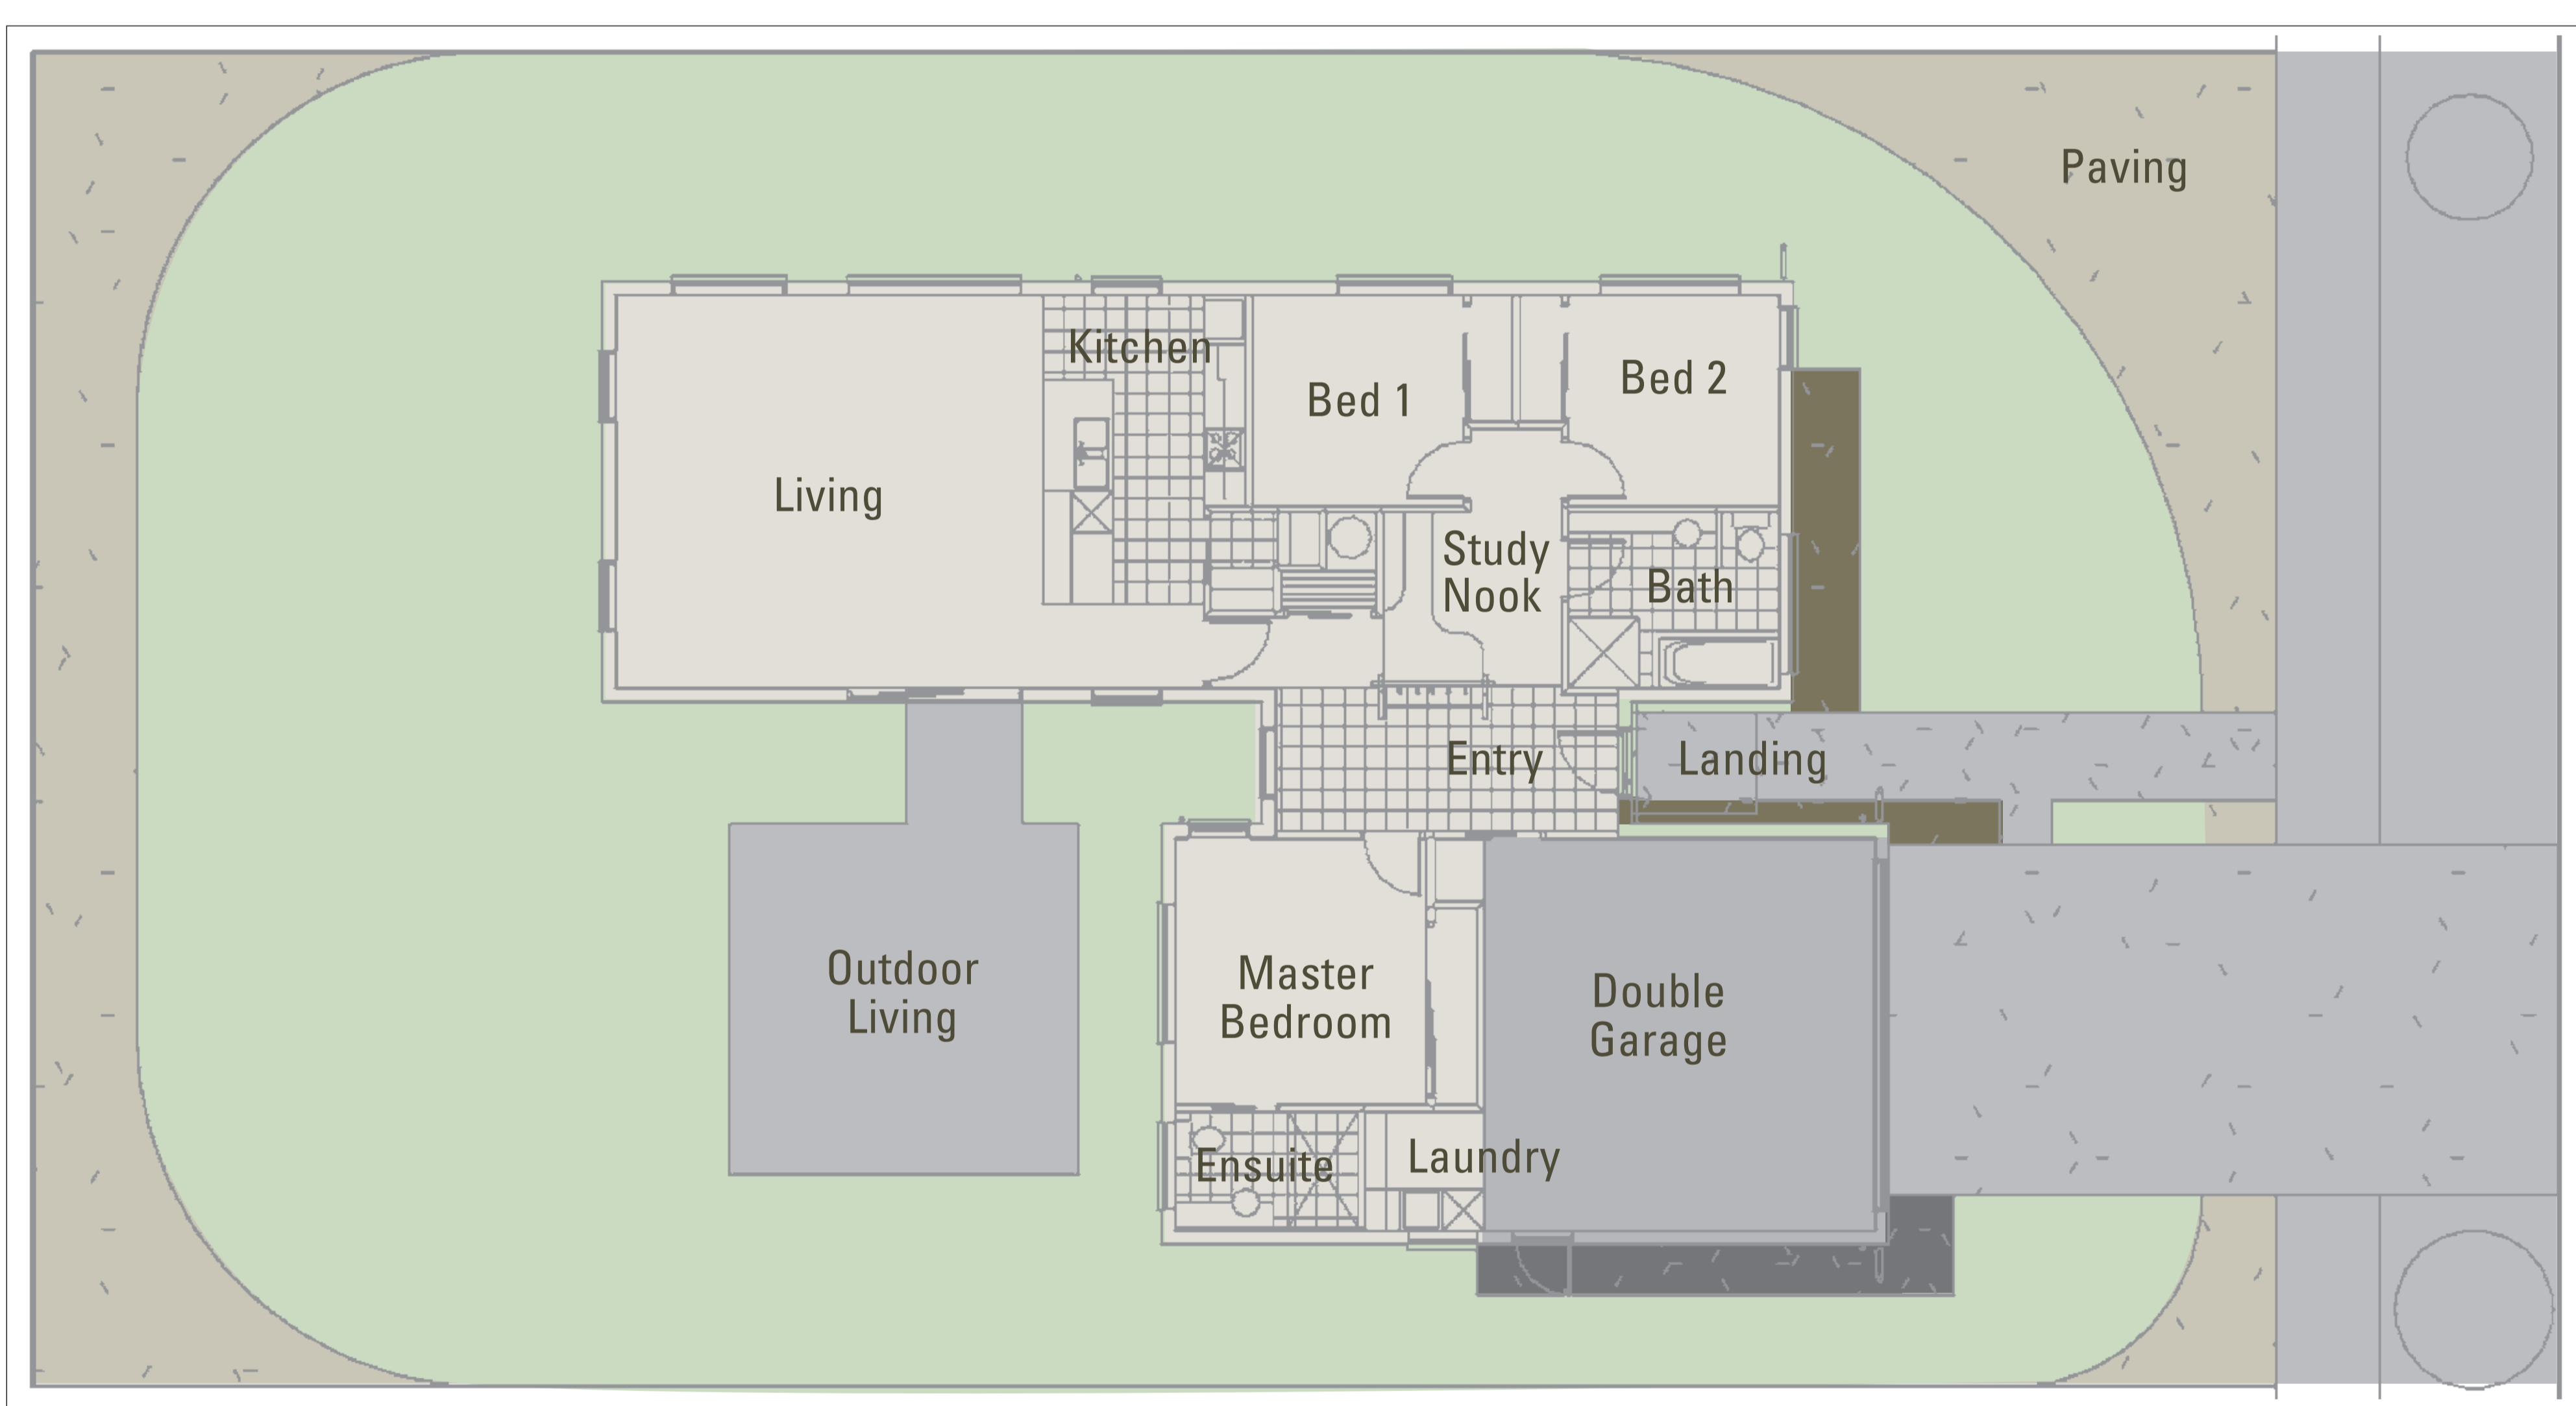 Paving
Kitchen
Bed 1
Bed 2
Living
Study
Nook
Bath
Entry
Landing
Outdoor
Living
Master
Bedroom
Double
Garage
Ensuite
Laundry